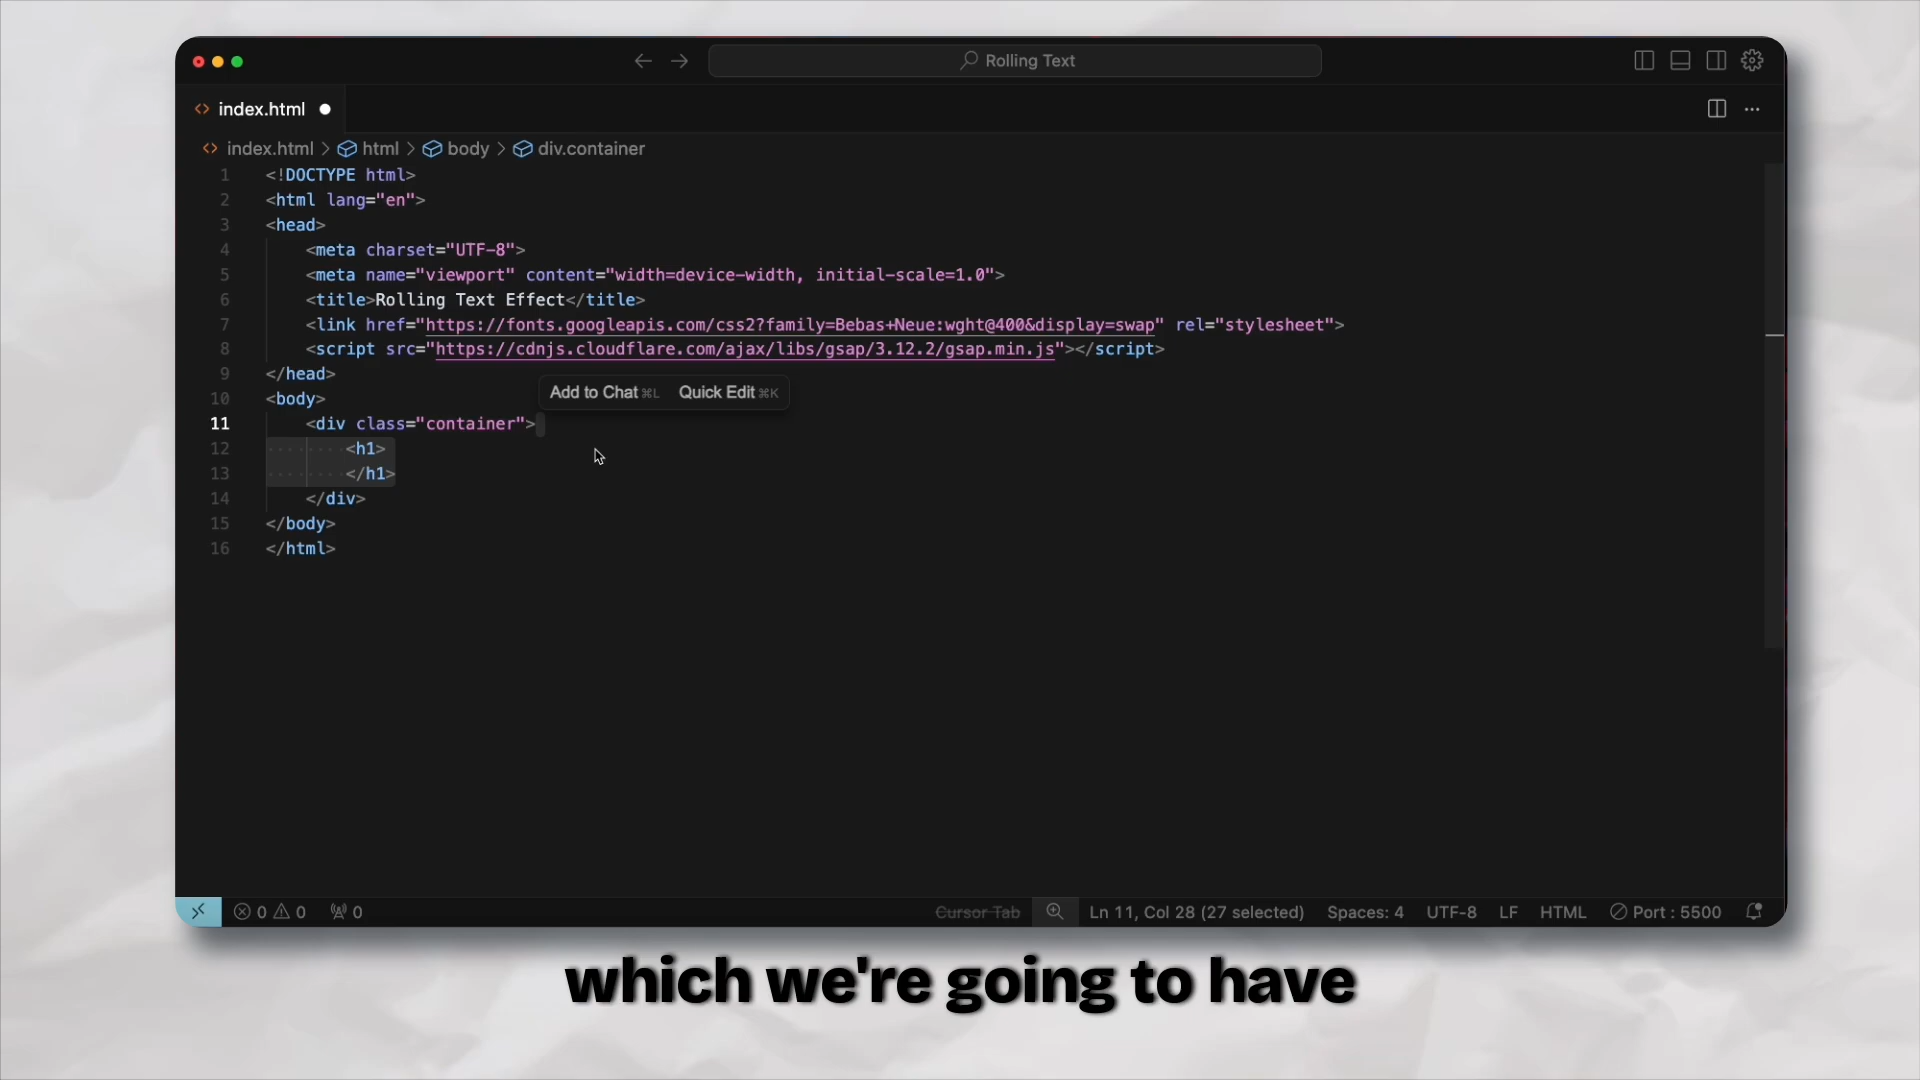 Rolling Text
index.html
index.html > html > body > div.container
1 <!DOCTYPE html>
2 <html lang="en">
3 <head>
4 <meta charset="UTF-8">
5 <meta name="viewport" content="width=device-width, initial-scale=1.0">
6 <title>Rolling Text Effect</title>
7 <link href="https://fonts.googleapis.com/css2?family=Bebas+Neue:wght@400&display=swap" rel="stylesheet">
8 <script src="https://cdnjs.cloudflare.com/ajax/libs/gsap/3.12.2/gsap.min.js"></script>
9 </head>
Add to Chat ⌘L Quick Edit ⌘K
10 <body>
11 <div class="container">
12 <h1>
13 </h1>
14 </div>
15 </body>
16 </html>
0 0 0 Cursor Tab Ln 11, Col 28 (27 selected) Spaces: 4 UTF-8 LF HTML Port : 5500
which we're going to have